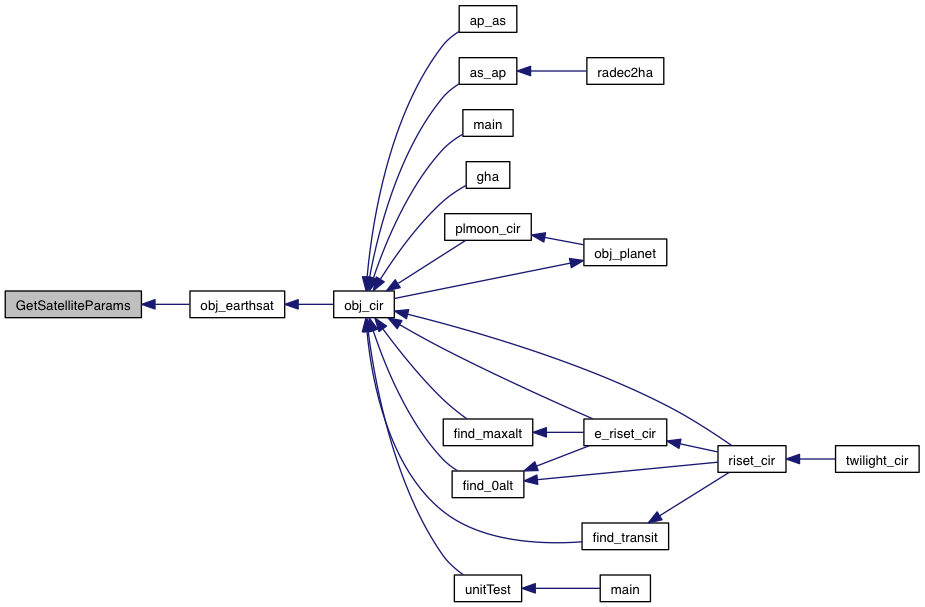 ap_as
as_ap
radec2ha
main
gha
plmoon_cir
obj_planet
GetSatelliteParams
obj_earthsat
obj_cir
find_maxalt
e_riset_cir
riset_cir
twilight_cir
find_0alt
find_transit
unitTest
main